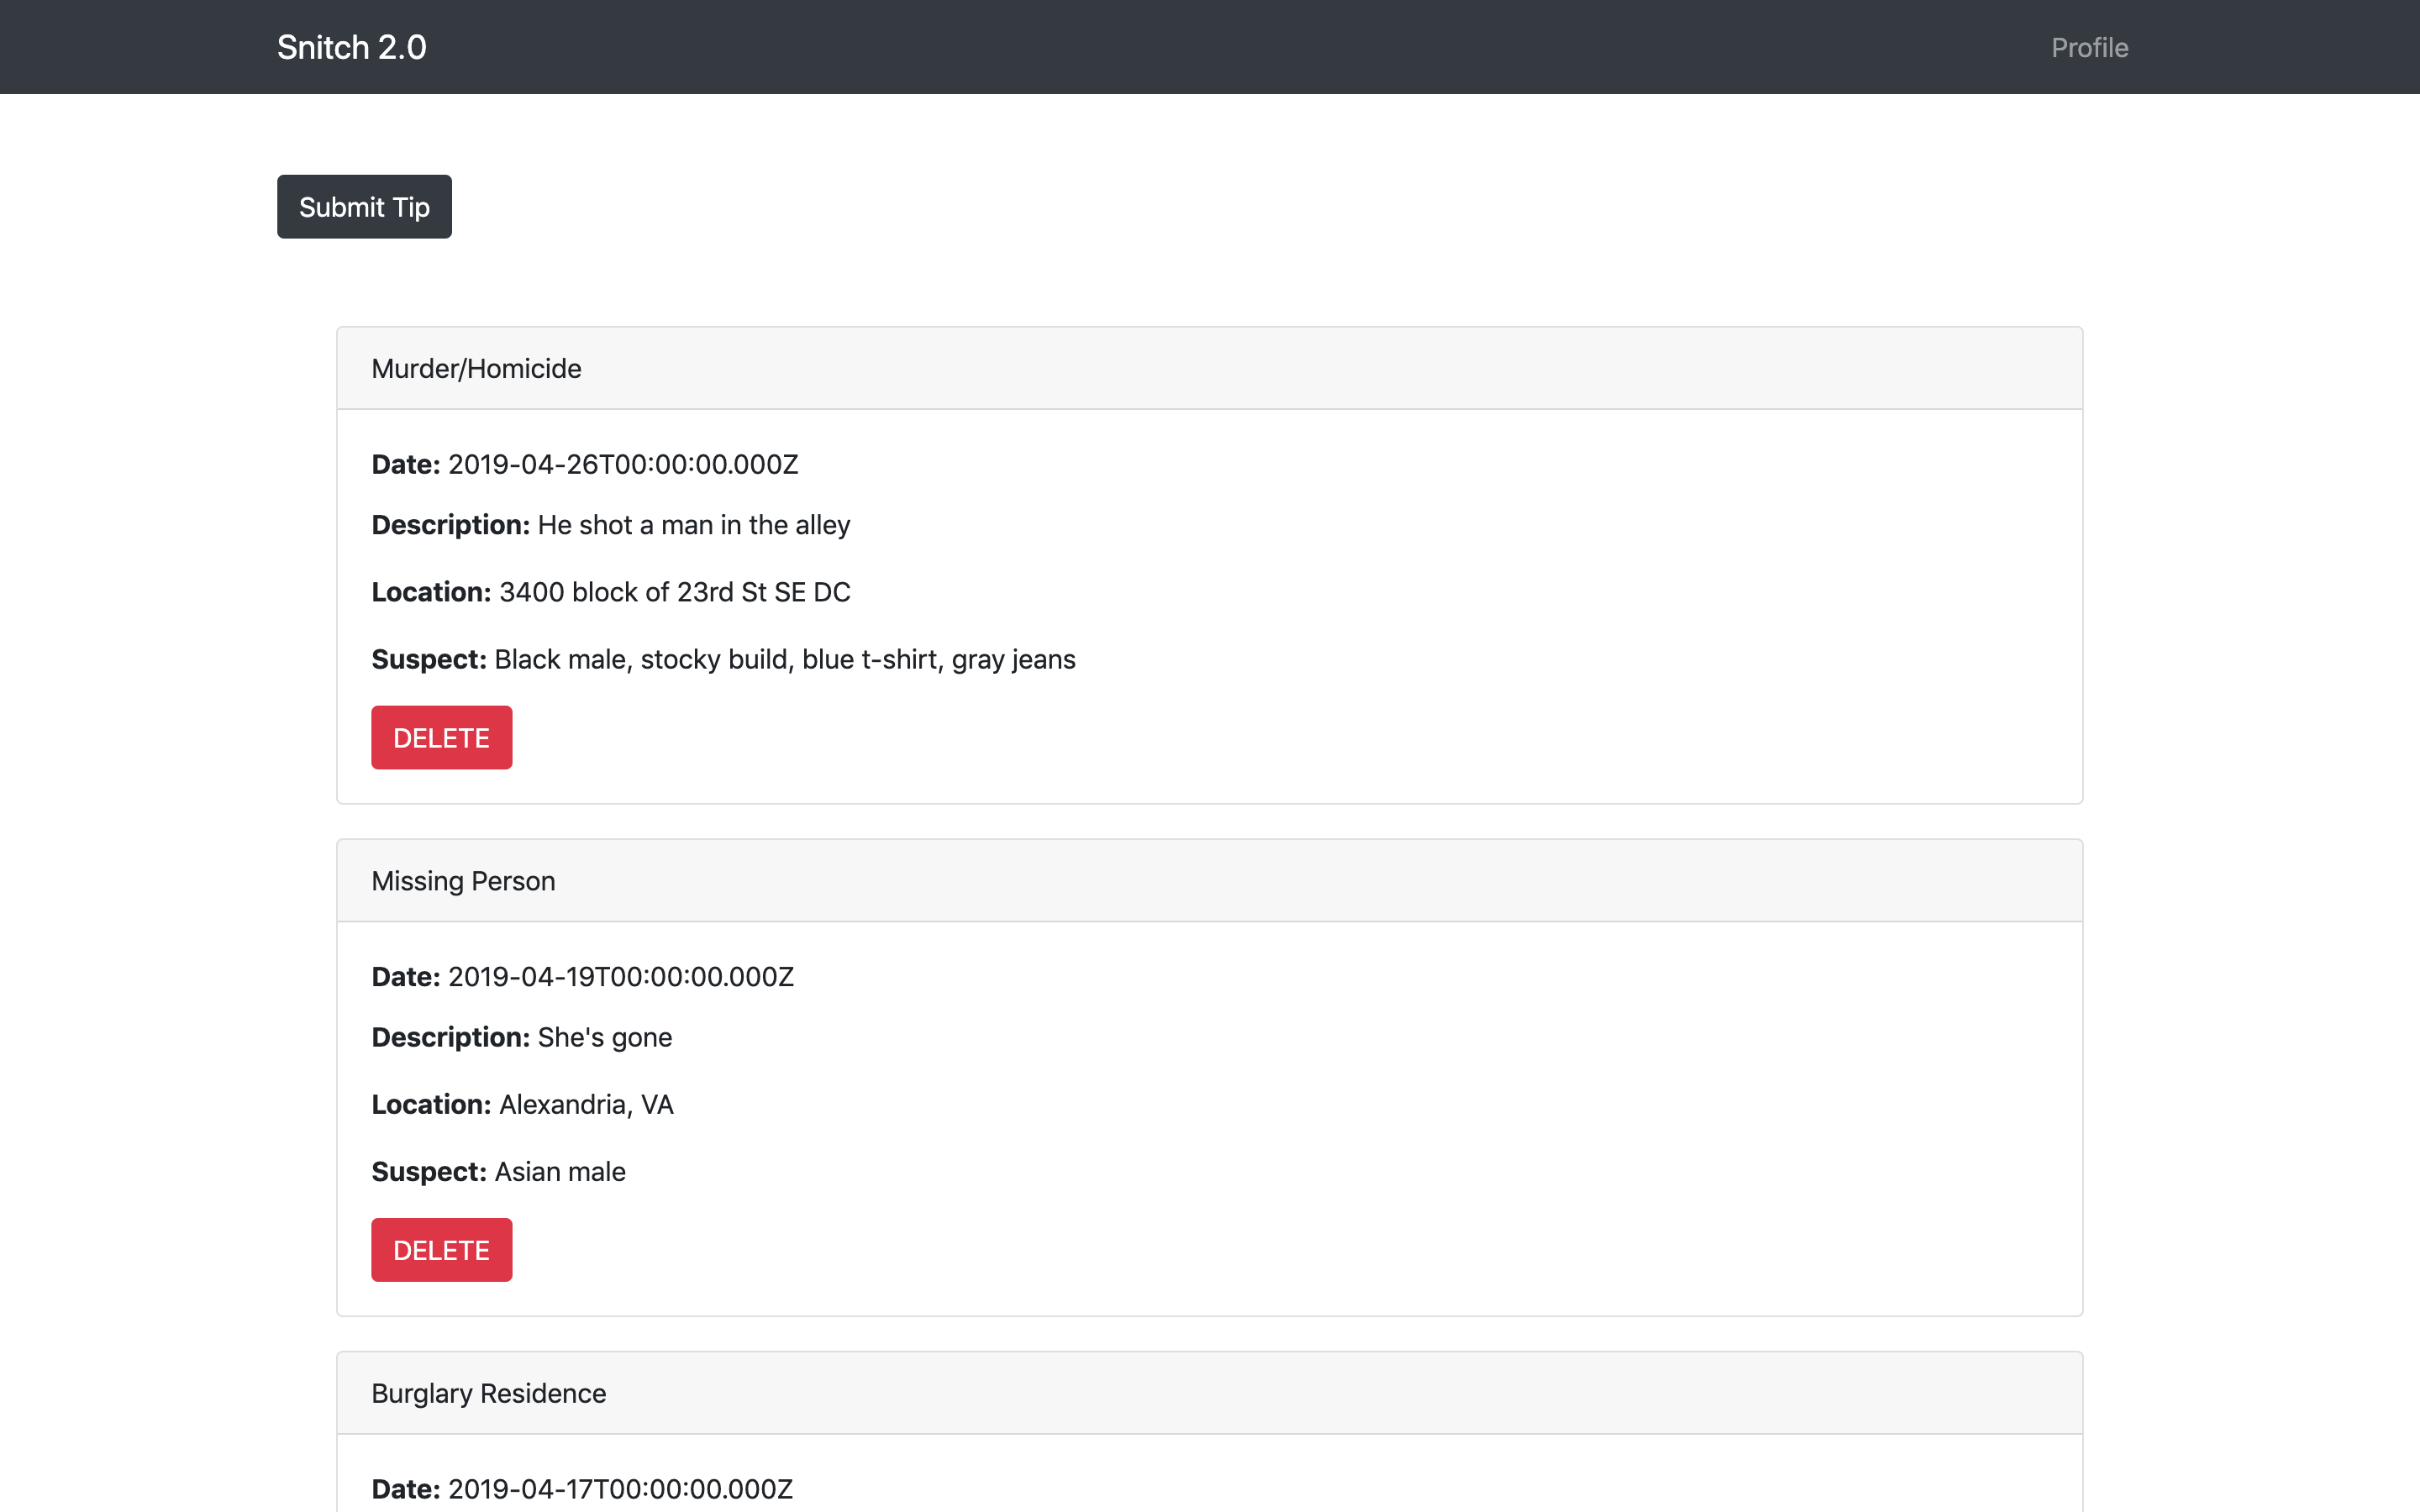 Snitch 2.0
Profile
Submit Tip
Murder/Homicide
Date: 2019-04-26T00:00:00.000Z
Description: He shot a man in the alley
Location: 3400 block of 23rd St SE DC
Suspect: Black male, stocky build, blue t-shirt, gray jeans
DELETE
Missing Person
Date: 2019-04-19T00:00:00.000Z
Description: She's gone
Location: Alexandria, VA
Suspect: Asian male
DELETE
Burglary Residence
Date: 2019-04-17T00:00:00.000Z